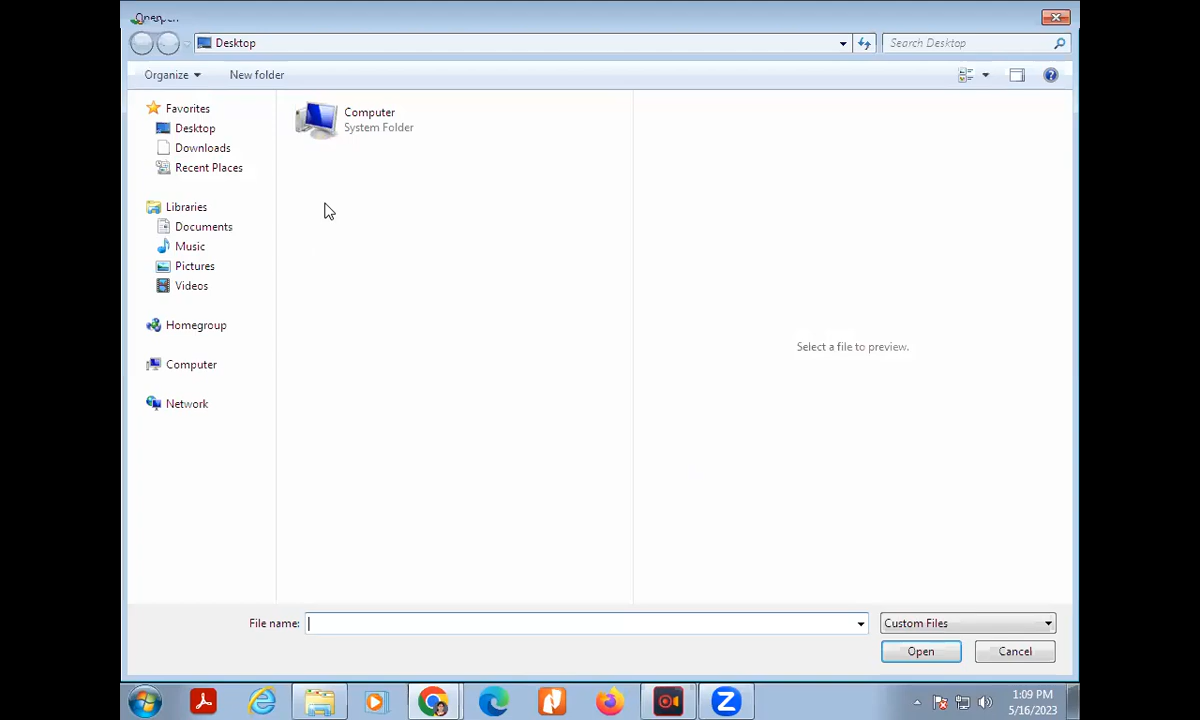 Open
Desktop
Search Desktop
Organize
New folder
Favorites
Desktop
Downloads
Recent Places
Libraries
Documents
Music
Pictures
Videos
Homegroup
Computer
Network
Computer
System Folder
Select a file to preview.
File name:
Custom Files
Open
Cancel
1:09 PM
5/16/2023